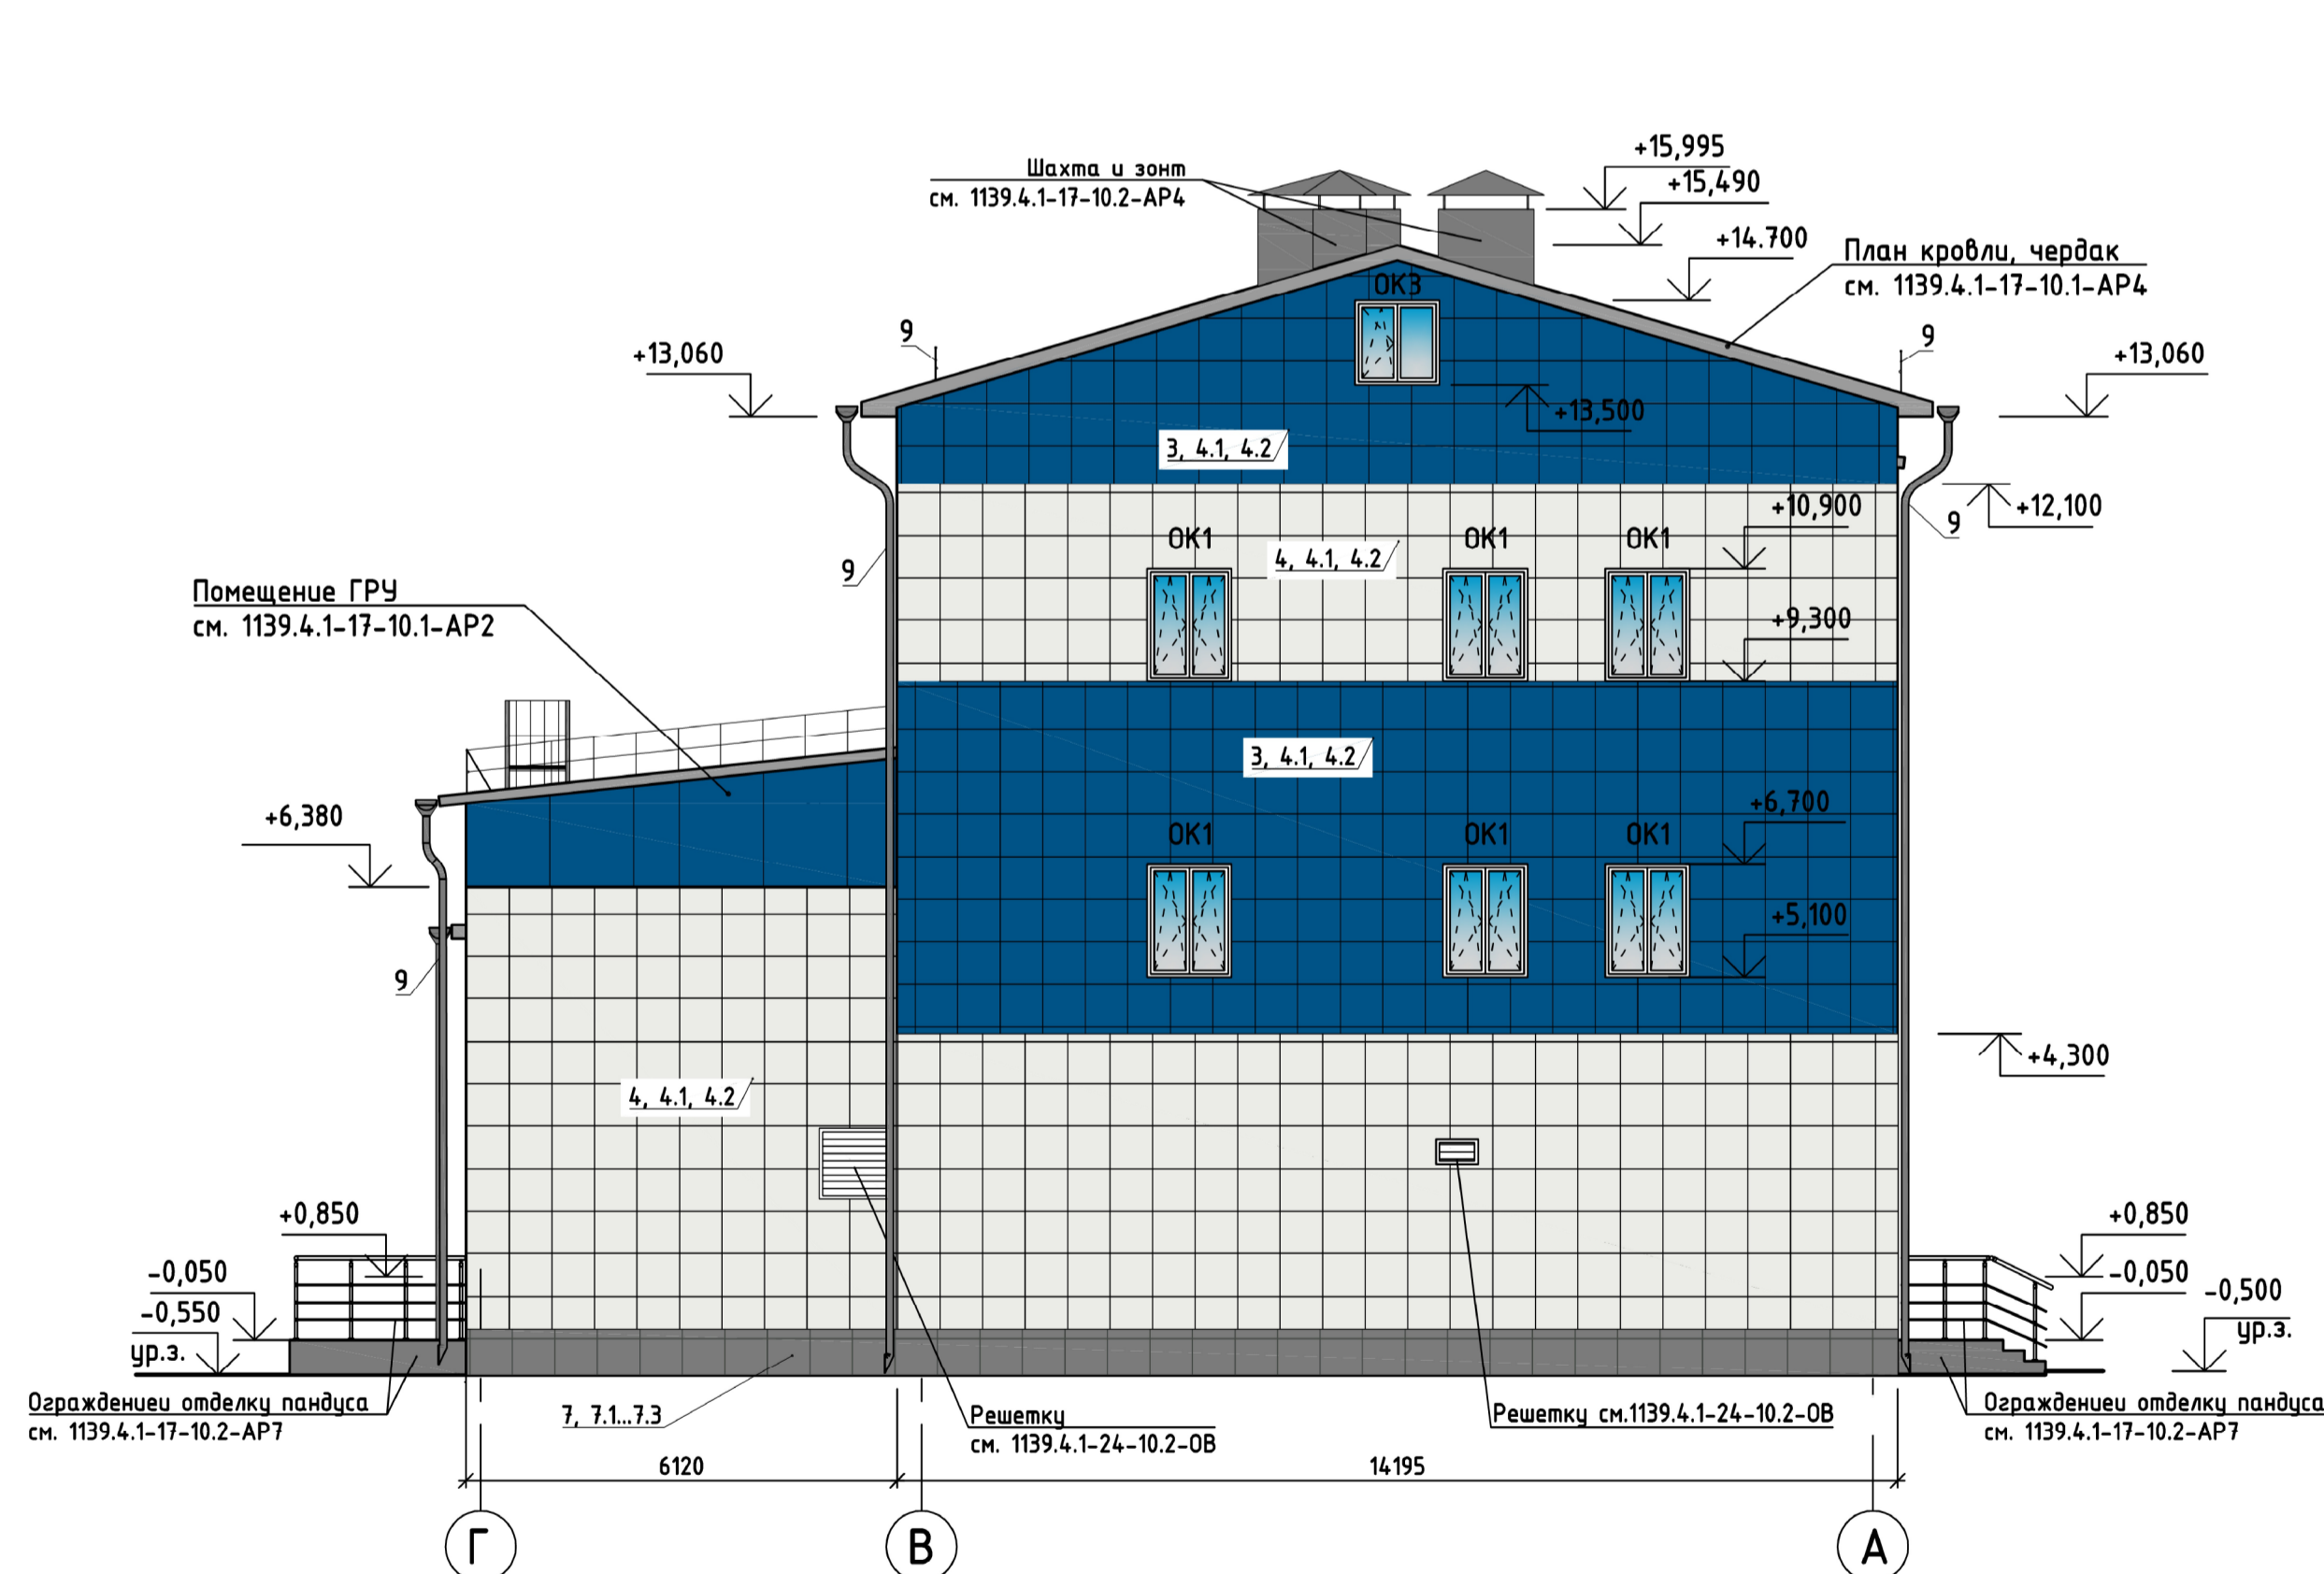 +15,995
Шахта и зонт
см. 1139.4.1-17-10.2-АР4
+15,490
+14.700
План кровли, чердак
см. 1139.4.1-17-10.1-АР4
ОК3
9
9
+13,060
+13,060
+13,500
3, 4.1, 4.2
+10,900
+12,100
9
ОК1
ОК1
ОК1
4, 4.1, 4.2
9
Помещение ГРУ
см. 1139.4.1-17-10.1-АР2
+9,300
3, 4.1, 4.2
+6,700
+6,380
ОК1
ОК1
ОК1
+5,100
9
+4,300
4, 4.1, 4.2
+0,850
+0,850
-0,050
-0,050
-0,500
ур.з.
-0,550
ур.з.
Ограждениеи отделку пандуса
см. 1139.4.1-17-10.2-АР7
7, 7.1...7.3
Решетку
см. 1139.4.1-24-10.2-ОВ
Решетку см.1139.4.1-24-10.2-ОВ
Ограждениеи отделку пандуса
см. 1139.4.1-17-10.2-АР7
6120
14195
Г
В
А